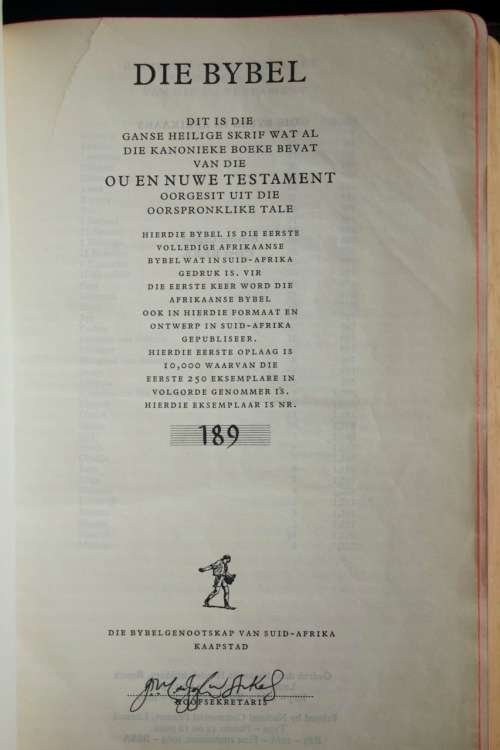 DIE BYBEL
DIT IS DIE
GANSE HEILIGE SKRIF WAT AL
DIE KANONIEKE BOEKE BEVAT
VAN DIE
OU EN NUWE TESTAMENT
OORGESIT UIT DIE
OORSPRONKLIKE TALE
HIERDIE BYBEL IS DIE EERSTE
VOLLEDIGE AFRIKAANSE
BYBEL WAT IN SUID-AFRIKA
GEDRUK IS. VIR
DIE EERSTE KEER WORD DIE
AFRIKAANSE BYBEL
OOK IN HIERDIE FORMAAT EN
ONTWERP IN SUID-AFRIKA
GEPUBLISEER.
HIERDIE EERSTE OPLAAG IS
10,000 WAARVAN DIE
EERSTE 250 EKSEMPLARE IN
VOLGORDE GENOMMER IS.
HIERDIE EKSEMPLAAR IS NR.
189
DIE BYBELGENOOTSKAP VAN SUID-AFRIKA
KAAPSTAD
HOOFSEKRETARIS